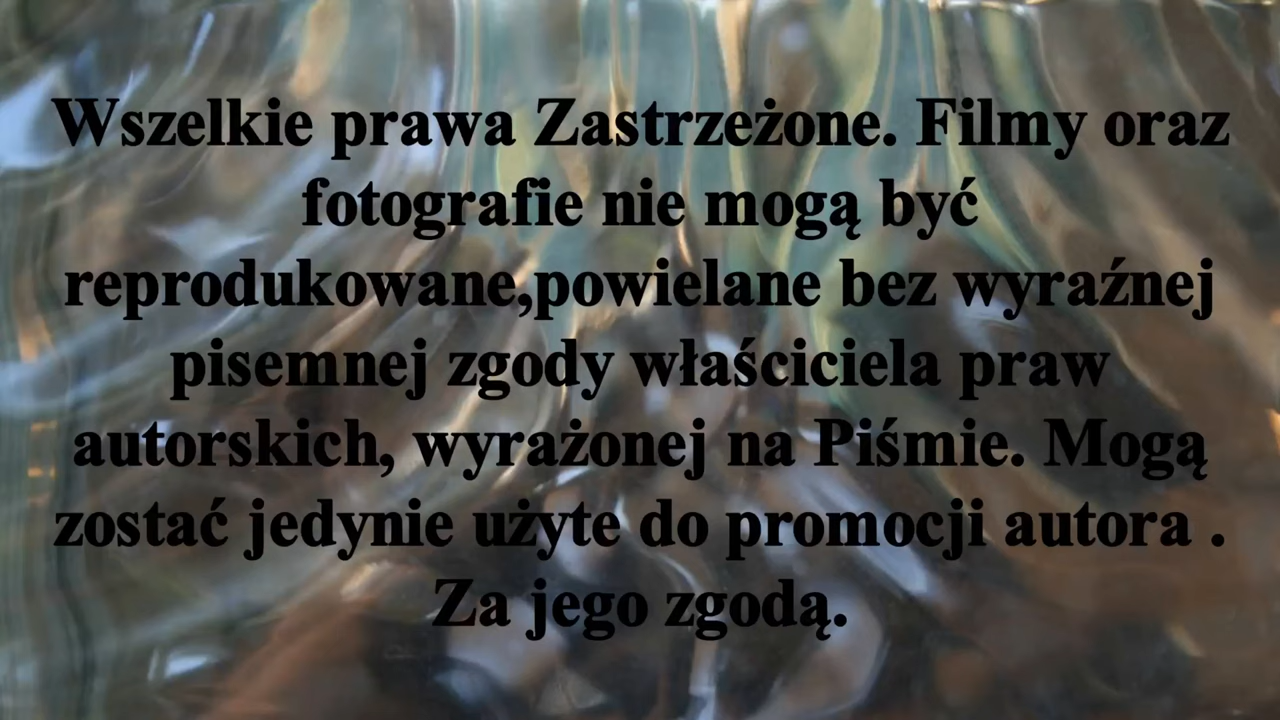 Wszelkie prawa Zastrzeżone. Filmy oraz
fotografie nie mogą być
reprodukowane,powielane bez wyraźnej
pisemnej zgody właściciela praw
autorskich, wyrażonej na Piśmie. Mogą
zostać jedynie użyte do promocji autora .
Za jego zgodą.